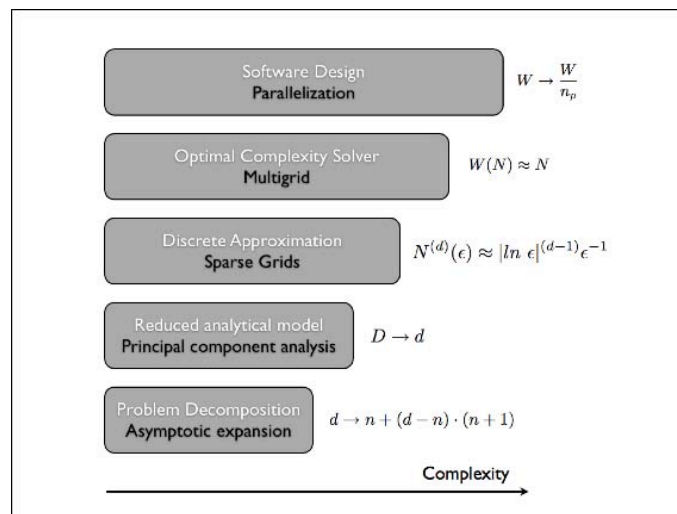 Software Design
Parallelization
W → W/n_p
Optimal Complexity Solver
Multigrid
W(N) ≈ N
Discrete Approximation
Sparse Grids
N^(d)(ϵ) ≈ |ln ϵ|^(d−1) ϵ^−1
Reduced analytical model
Principal component analysis
D → d
Problem Decomposition
Asymptotic expansion
d → n + (d − n) · (n + 1)
Complexity